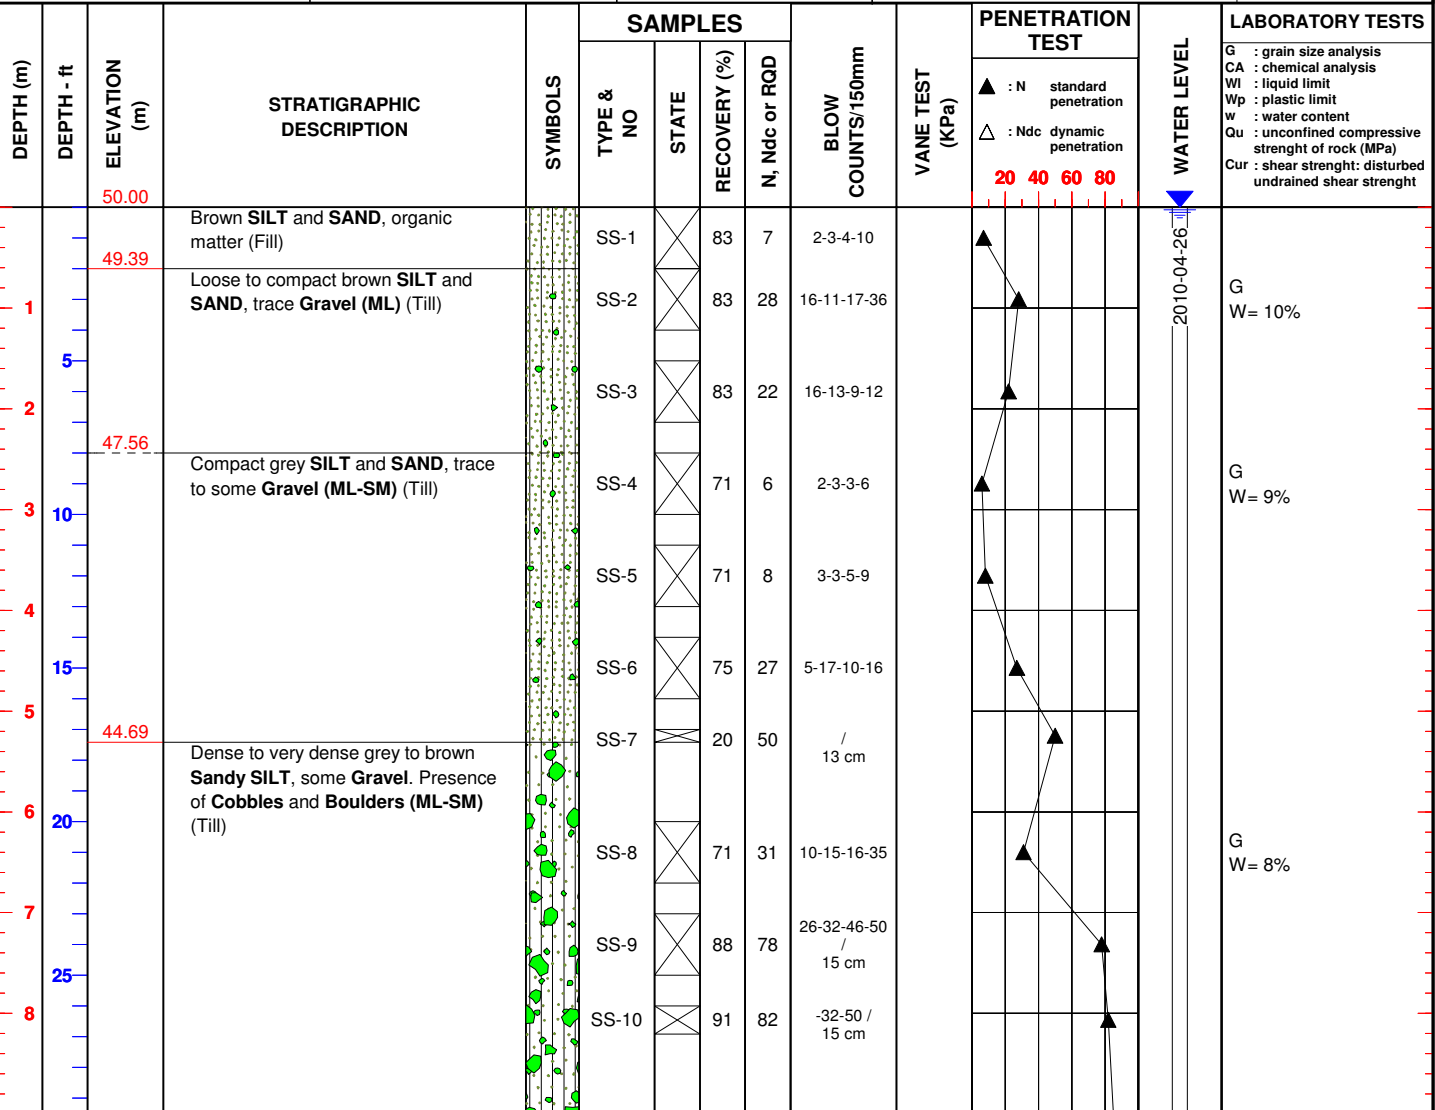 DEPTH (m)
DEPTH - ft
ELEVATION (m)
STRATIGRAPHIC
DESCRIPTION
SYMBOLS
SAMPLES
TYPE & NO
STATE
RECOVERY (%)
N, Ndc or RQD
BLOW COUNTS/150mm
VANE TEST (KPa)
PENETRATION
TEST
▲ : N standard
penetration
△ : Ndc dynamic
penetration
20 40 60 80
WATER LEVEL
LABORATORY TESTS
G : grain size analysis
CA : chemical analysis
Wl : liquid limit
Wp : plastic limit
w : water content
Qu : unconfined compressive
strenght of rock (MPa)
Cur : shear strenght: disturbed
undrained shear strenght
50.00
Brown SILT and SAND, organic
matter (Fill)
SS-1 83 7 2-3-4-10
2010-04-26
49.39
Loose to compact brown SILT and
SAND, trace Gravel (ML) (Till)
SS-2 83 28 16-11-17-36
G
W= 10%
1
5
SS-3 83 22 16-13-9-12
2
47.56
Compact grey SILT and SAND, trace
to some Gravel (ML-SM) (Till)
SS-4 71 6 2-3-3-6
G
W= 9%
3
10
SS-5 71 8 3-3-5-9
4
15
SS-6 75 27 5-17-10-16
5
44.69
SS-7 20 50 /
13 cm
Dense to very dense grey to brown
Sandy SILT, some Gravel. Presence
of Cobbles and Boulders (ML-SM)
(Till)
6
20
SS-8 71 31 10-15-16-35
G
W= 8%
7
SS-9 88 78 26-32-46-50
/
15 cm
25
8
SS-10 91 82 -32-50 /
15 cm